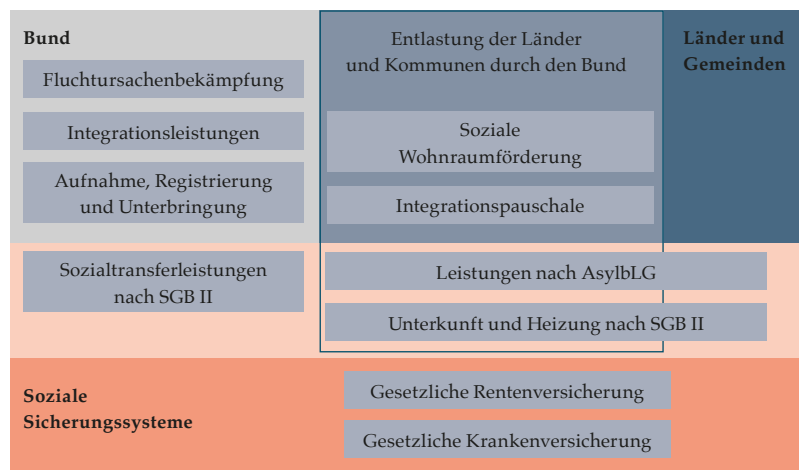 Bund
Fluchtursachenbekämpfung
Integrationsleistungen
Aufnahme, Registrierung
und Unterbringung
Sozialtransferleistungen
nach SGB II
Entlastung der Länder
und Kommunen durch den Bund
Soziale
Wohnraumförderung
Integrationspauschale
Länder und
Gemeinden
Leistungen nach AsylbLG
Unterkunft und Heizung nach SGB II
Soziale
Sicherungssysteme
Gesetzliche Rentenversicherung
Gesetzliche Krankenversicherung